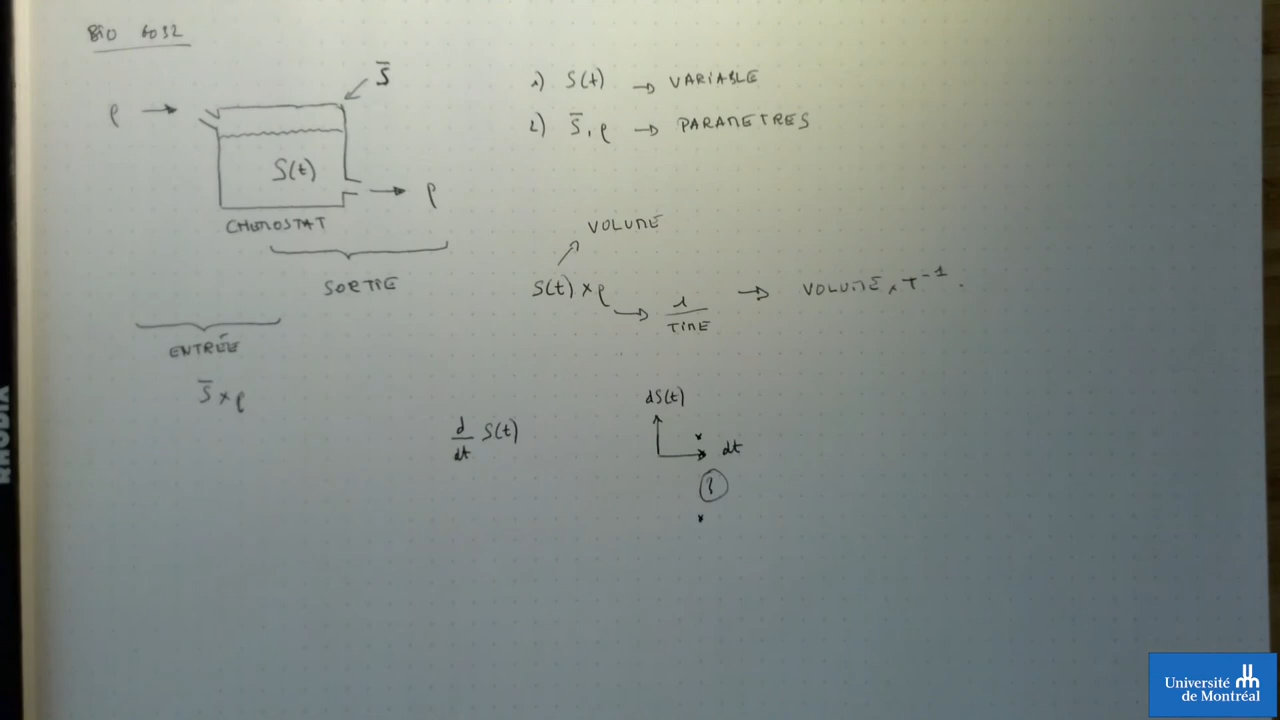 BIO 6032
S̄
ρ →
S(t)
→ ρ
CHEMOSTAT
SORTIE
ENTRÉE
S̄ × ρ
1) S(t) → VARIABLE
2) S̄, ρ → PARAMETRES
VOLUME
S(t) × ρ → 1/TIME → VOLUME × T⁻¹.
d/dt S(t)
dS(t)
dt
RHODIA
Université
de Montréal